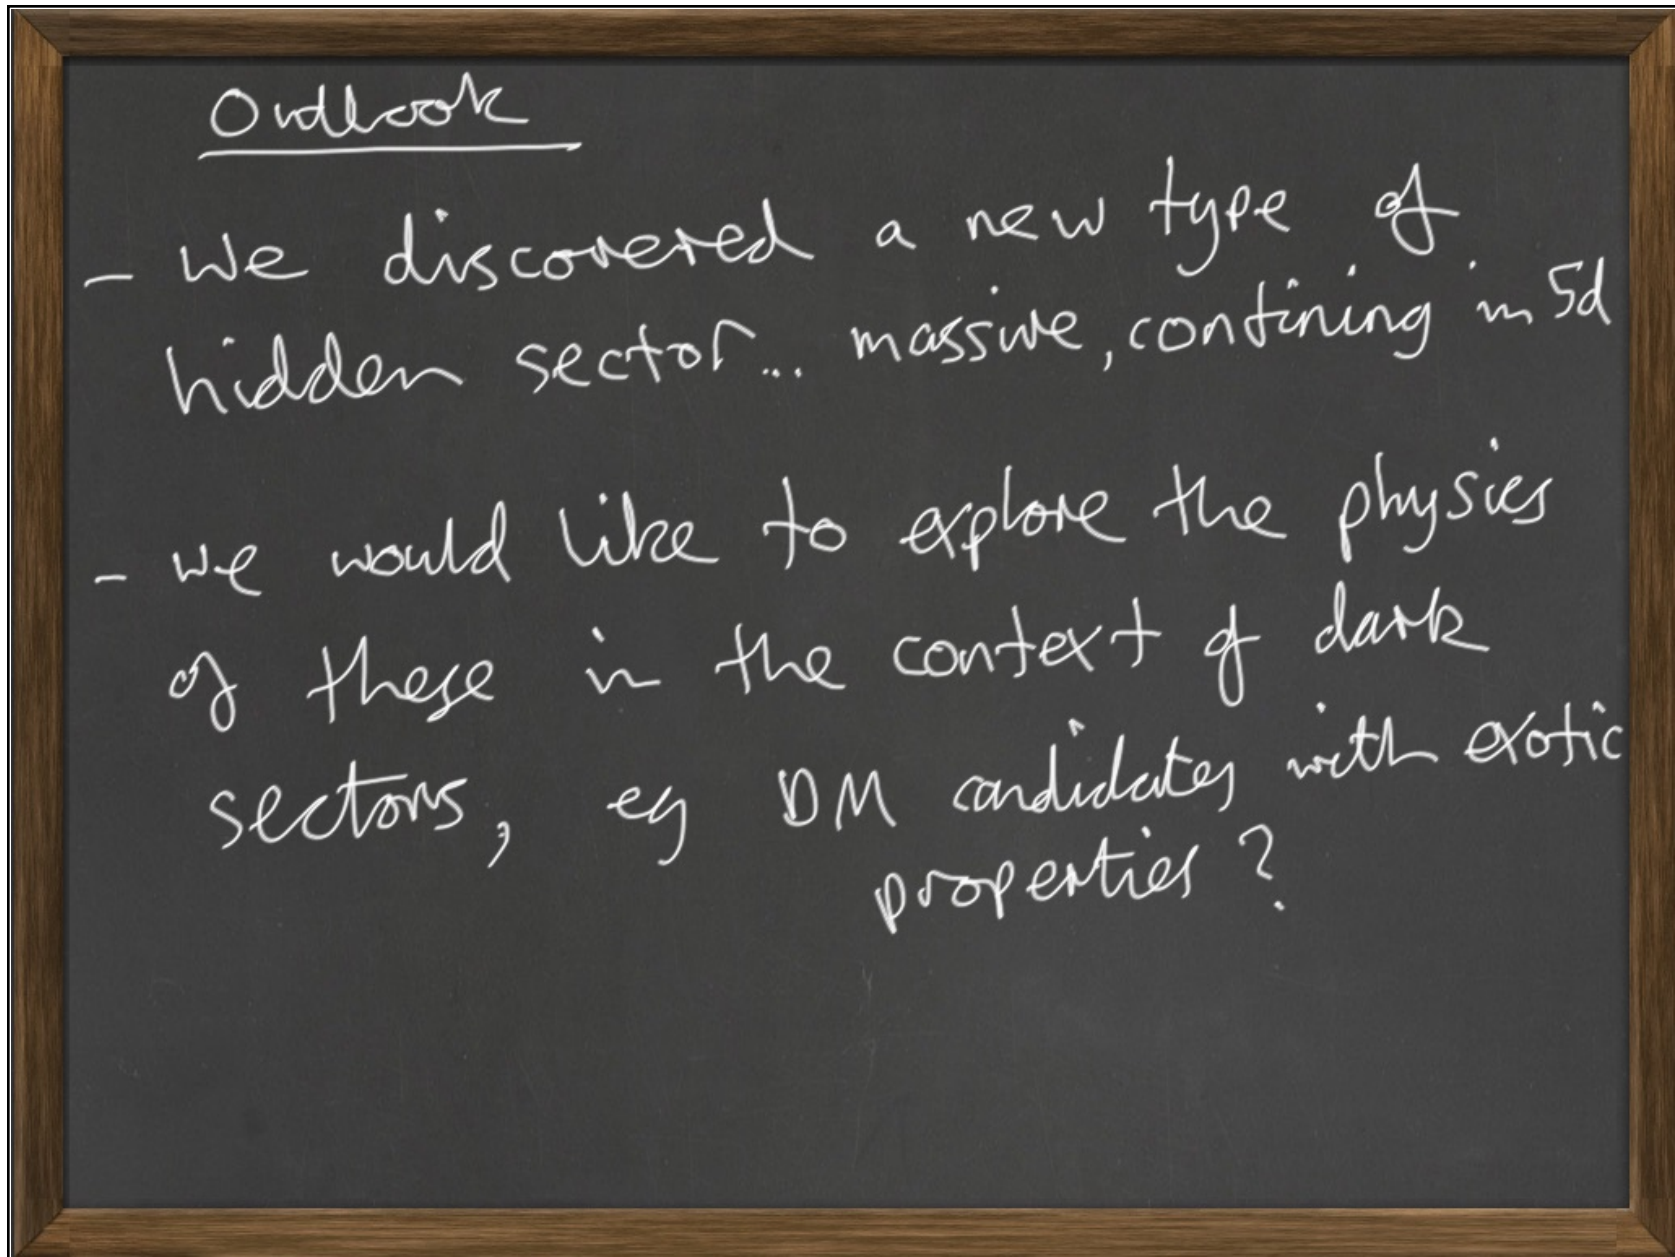 Outlook
- We discovered a new type of
hidden sector... massive, confining in 5d
- we would like to explore the physics
of these in the context of dark
sectors, eg DM candidates with exotic
properties?